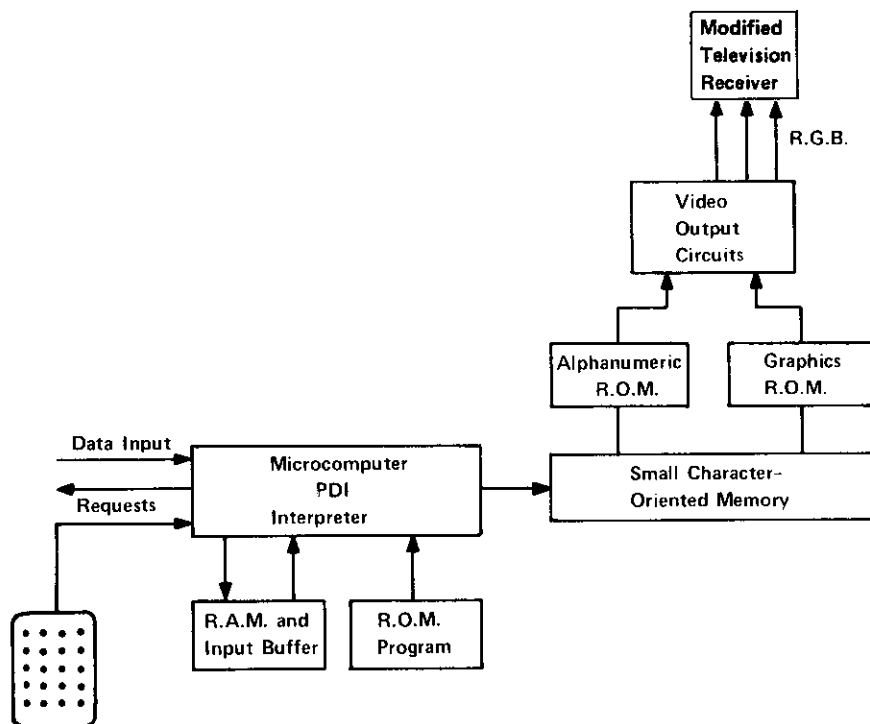 Modified
Television
Receiver
R.G.B.
Video
Output
Circuits
Alphanumeric
R.O.M.
Graphics
R.O.M.
Data Input
Requests
Microcomputer
PDI
Interpreter
Small Character-
Oriented Memory
R.A.M. and
Input Buffer
R.O.M.
Program